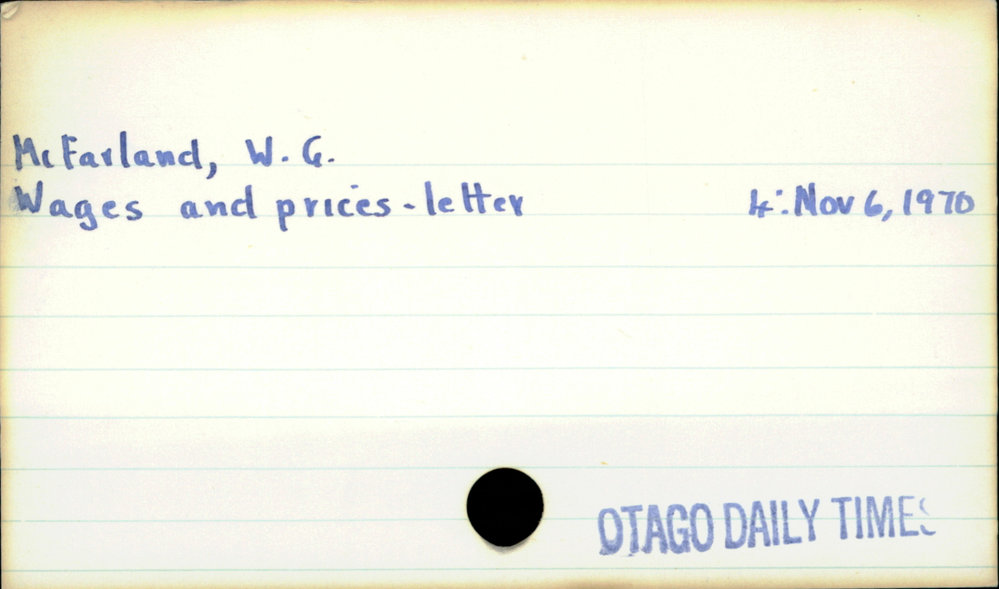 McFarland, W. G.
Wages and prices - letter 4: Nov 6, 1970
OTAGO DAILY TIMES